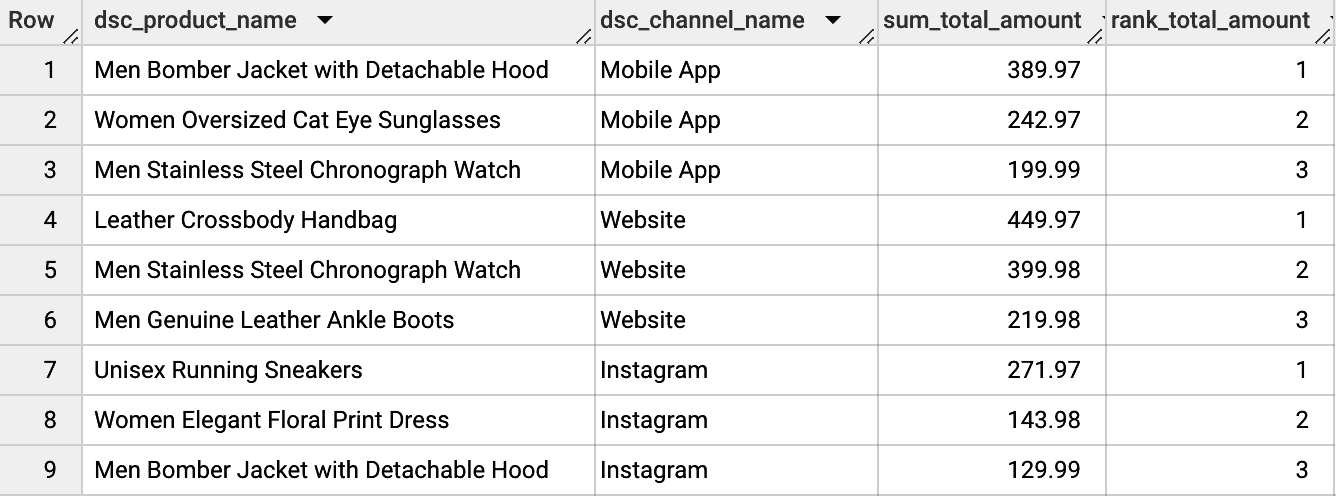 Row dsc_product_name dsc_channel_name sum_total_amount rank_total_amount
1 Men Bomber Jacket with Detachable Hood Mobile App 389.97 1
2 Women Oversized Cat Eye Sunglasses Mobile App 242.97 2
3 Men Stainless Steel Chronograph Watch Mobile App 199.99 3
4 Leather Crossbody Handbag Website 449.97 1
5 Men Stainless Steel Chronograph Watch Website 399.98 2
6 Men Genuine Leather Ankle Boots Website 219.98 3
7 Unisex Running Sneakers Instagram 271.97 1
8 Women Elegant Floral Print Dress Instagram 143.98 2
9 Men Bomber Jacket with Detachable Hood Instagram 129.99 3